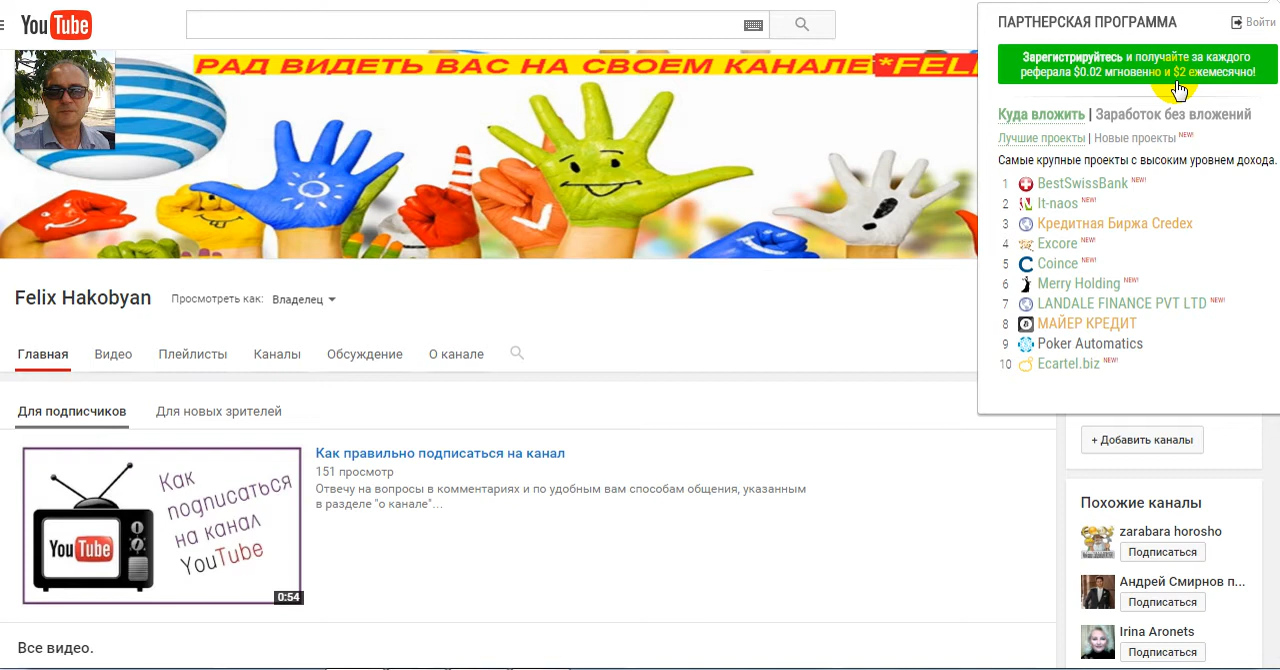 YouTube
РАД ВИДЕТЬ ВАС НА СВОЕМ КАНАЛЕ *FELI
ПАРТНЕРСКАЯ ПРОГРАММА
Войти
Зарегистрируйтесь и получайте за каждого
реферала $0.02 мгновенно и $2 ежемесячно!
Куда вложить | Заработок без вложений
Лучшие проекты | Новые проекты NEW!
Самые крупные проекты с высоким уровнем дохода.
1 BestSwissBank NEW!
2 It-naos NEW!
3 Кредитная Биржа Credex
4 Excore NEW!
5 Coince NEW!
6 Merry Holding NEW!
7 LANDALE FINANCE PVT LTD NEW!
8 МАЙЕР КРЕДИТ
9 Poker Automatics
10 Ecartel.biz NEW!
Felix Hakobyan
Просмотреть как: Владелец
Главная Видео Плейлисты Каналы Обсуждение О канале
Для подписчиков Для новых зрителей
Как
подписаться
на канал
YouTube
YouTube
0:54
Как правильно подписаться на канал
151 просмотр
Отвечу на вопросы в комментариях и по удобным вам способам общения, указанным
в разделе "о канале"...
Все видео.
+ Добавить каналы
Похожие каналы
zarabara horosho
Подписаться
Андрей Смирнов п...
Подписаться
Irina Aronets
Подписаться